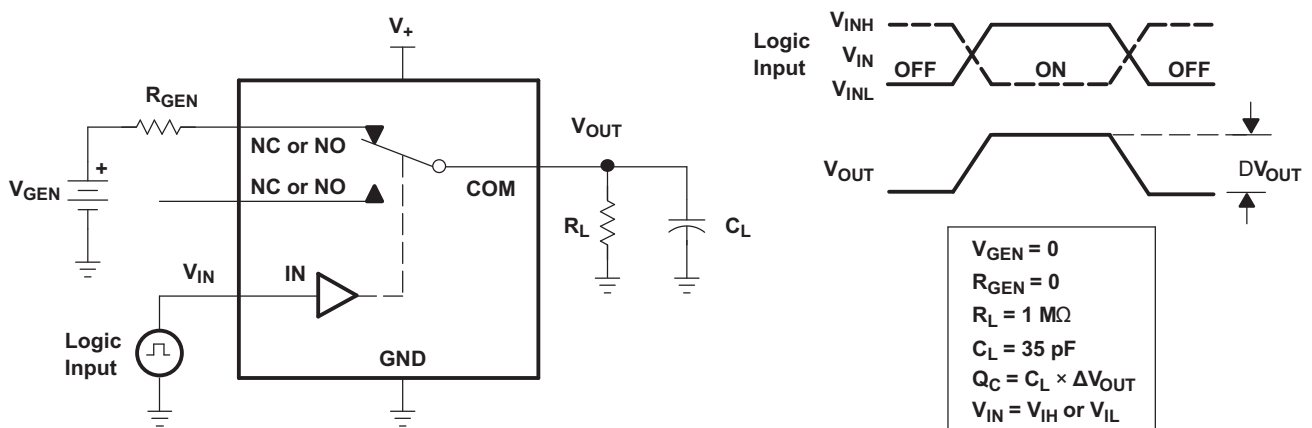 V+
RGEN
NC or NO
VOUT
+
VGEN
NC or NO
COM
RL
CL
VIN
IN
Logic
Input
GND
VINH
Logic
Input
VIN
OFF
ON
OFF
VINL
VOUT
DVOUT
VGEN = 0
RGEN = 0
RL = 1 MΩ
CL = 35 pF
QC = CL × ΔVOUT
VIN = VIH or VIL